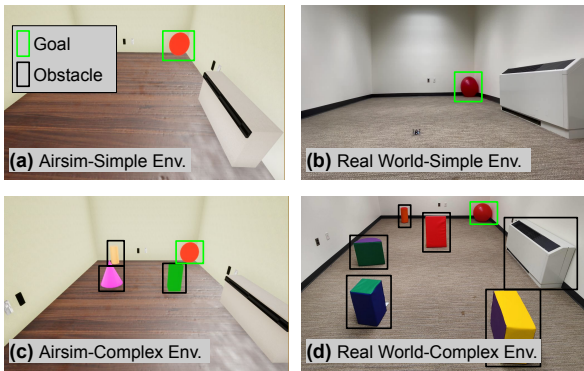 Goal
Obstacle
(a) Airsim-Simple Env.
(b) Real World-Simple Env.
(c) Airsim-Complex Env.
(d) Real World-Complex Env.